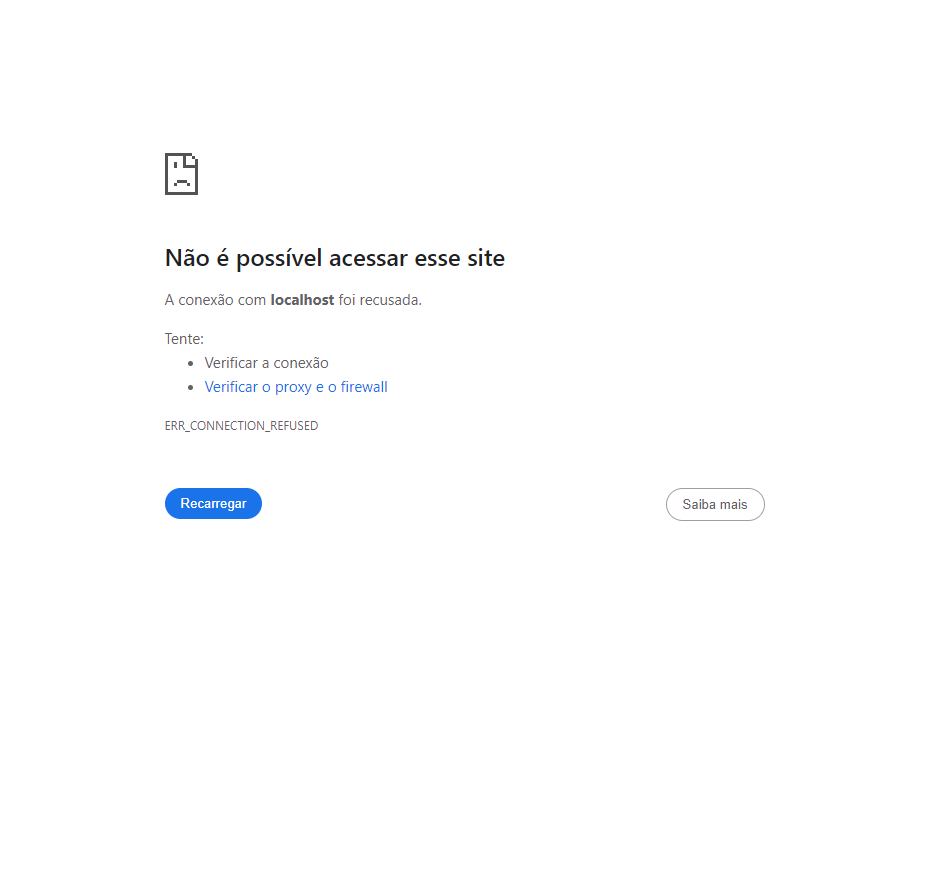 Não é possível acessar esse site
A conexão com localhost foi recusada.
Tente:
• Verificar a conexão
• Verificar o proxy e o firewall
ERR_CONNECTION_REFUSED
Recarregar
Saiba mais